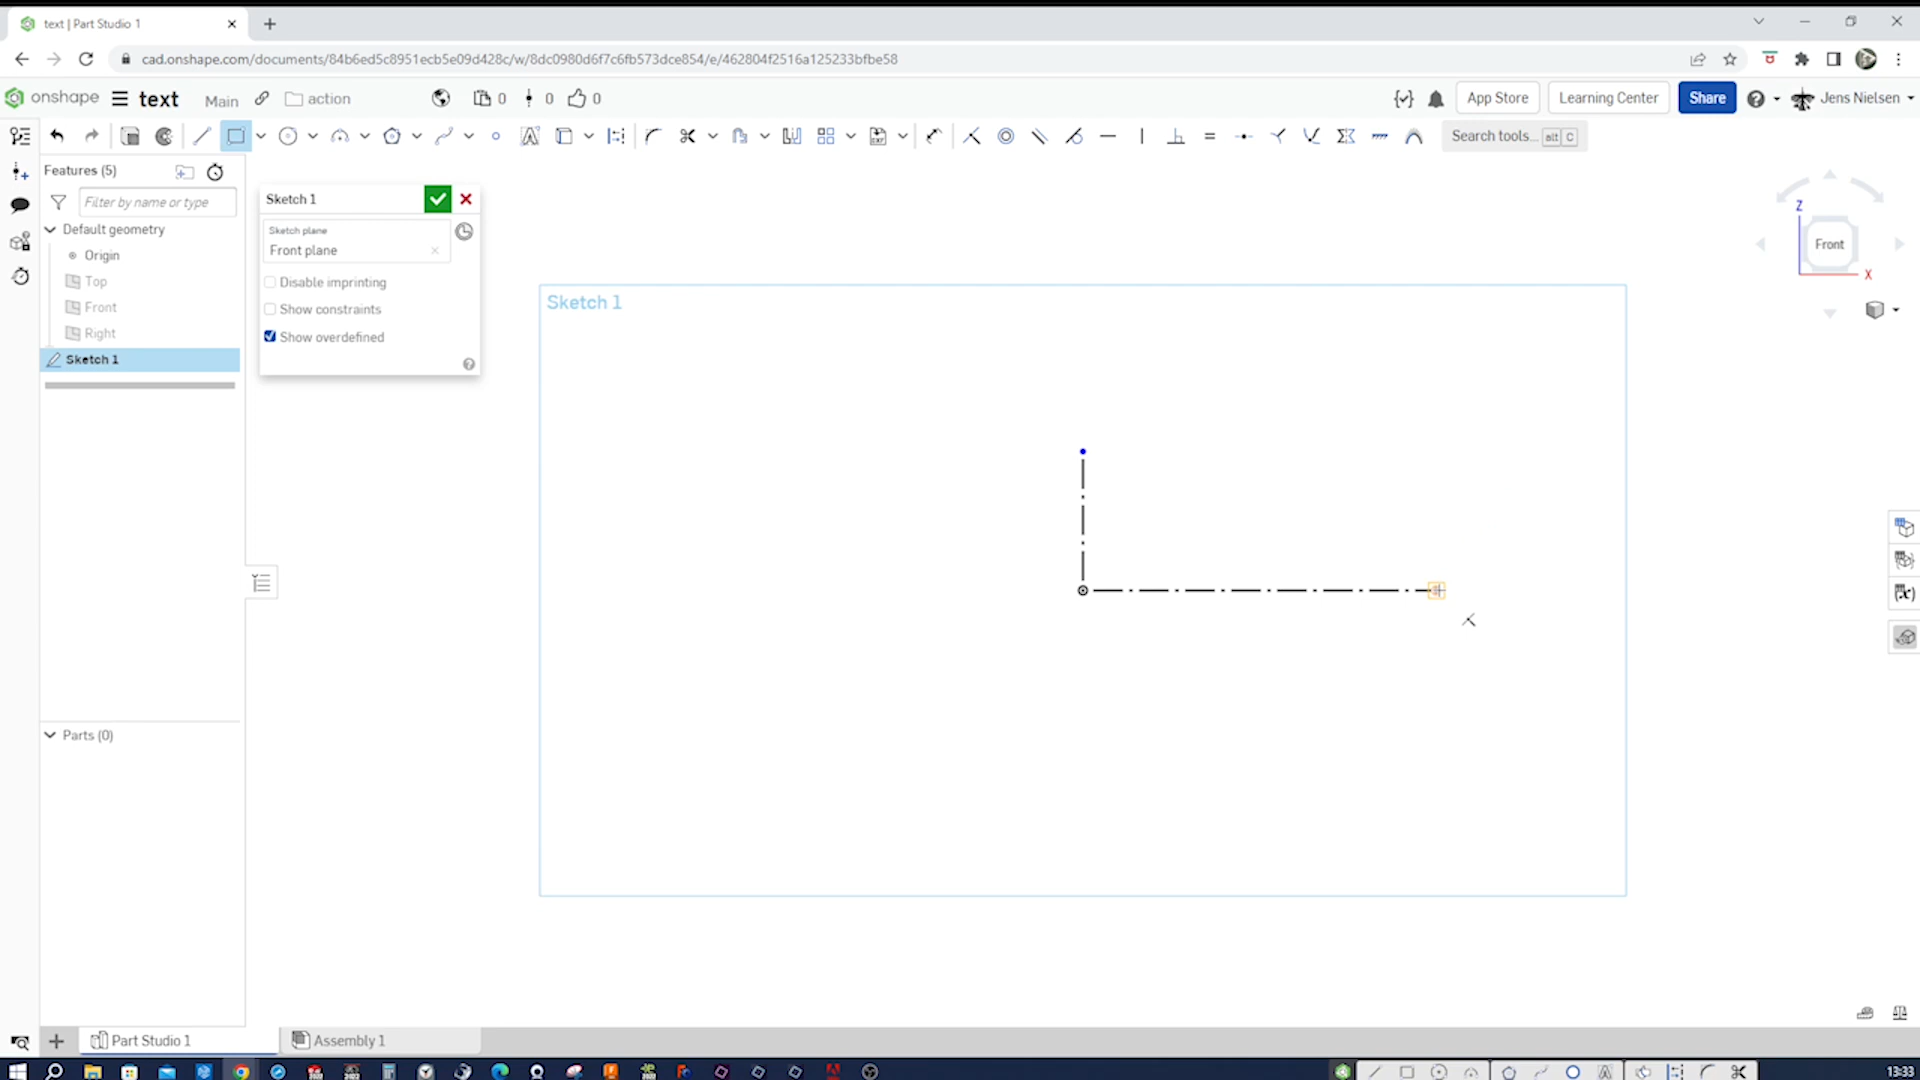 text | Part Studio 1
cad.onshape.com/documents/84b6ed5c8951ecb5e09d428c/w/8dc0980d6f7c6fb573dce854/e/462804f2516a125233bfbe58
onshape text Main action 0 0 0 App Store Learning Center Share Jens Nielsen
Search tools... alt C
Features (5)
Filter by name or type
Default geometry
Origin
Top
Front
Right
Sketch 1
Sketch 1
Sketch plane
Front plane
Disable imprinting
Show constraints
Show overdefined
Sketch 1
Z
Front
X
(x)
Parts (0)
Part Studio 1
Assembly 1
13:33